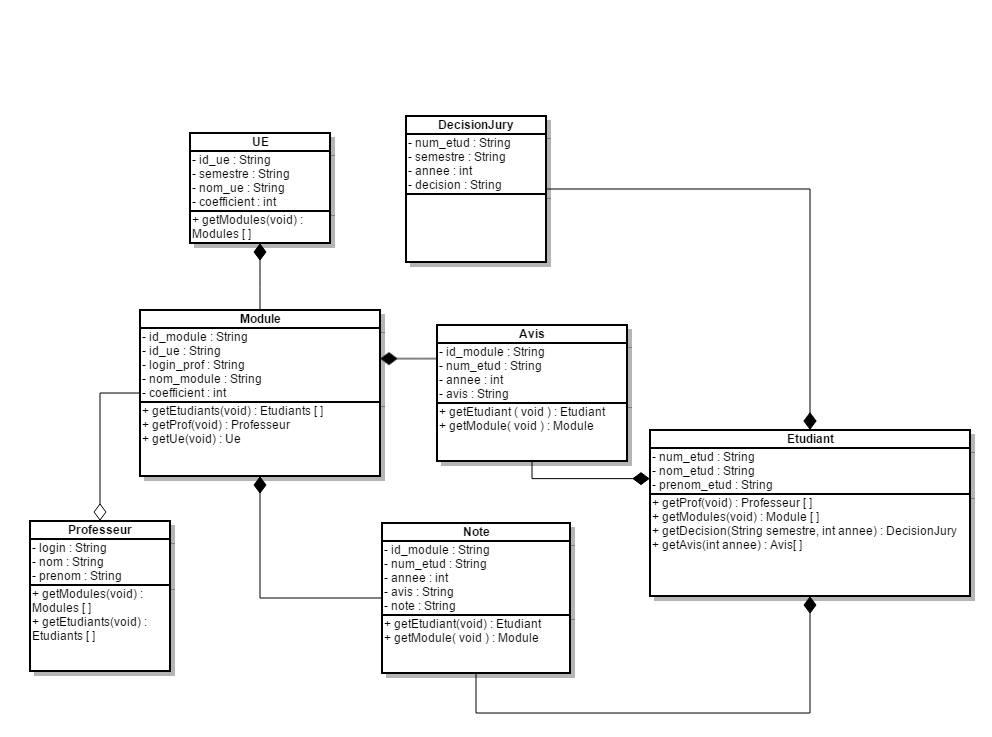 UE
- id_ue : String
- semestre : String
- nom_ue : String
- coefficient : int
+ getModules(void) :
Modules [ ]
DecisionJury
- num_etud : String
- semestre : String
- annee : int
- decision : String
Module
- id_module : String
- id_ue : String
- login_prof : String
- nom_module : String
- coefficient : int
+ getEtudiants(void) : Etudiants [ ]
+ getProf(void) : Professeur
+ getUe(void) : Ue
Avis
- id_module : String
- num_etud : String
- annee : int
- avis : String
+ getEtudiant ( void ) : Etudiant
+ getModule( void ) : Module
Etudiant
- num_etud : String
- nom_etud : String
- prenom_etud : String
+ getProf(void) : Professeur [ ]
+ getModules(void) : Module [ ]
+ getDecision(String semestre, int annee) : DecisionJury
+ getAvis(int annee) : Avis[ ]
Professeur
- login : String
- nom : String
- prenom : String
+ getModules(void) :
Modules [ ]
+ getEtudiants(void) :
Etudiants [ ]
Note
- id_module : String
- num_etud : String
- annee : int
- avis : String
- note : String
+ getEtudiant(void) : Etudiant
+ getModule( void ) : Module